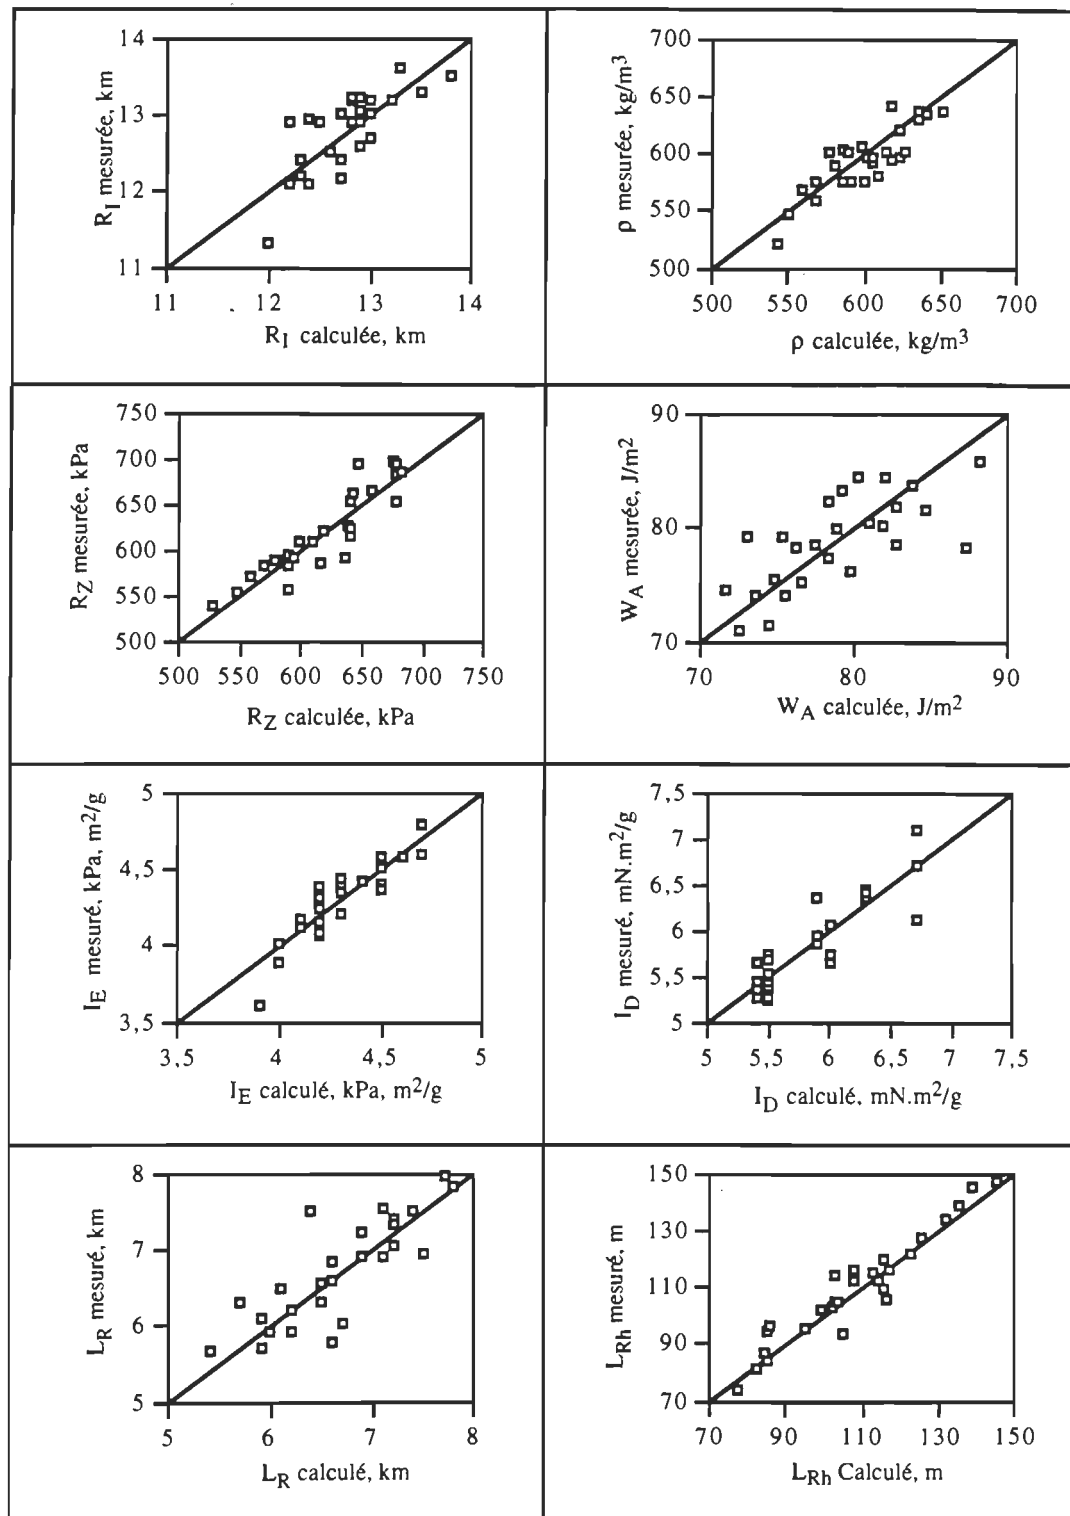 14
13
12
11
R_I mesurée, km
11 12 13 14
R_I calculée, km
700
650
600
550
500
ρ mesurée, kg/m³
500 550 600 650 700
ρ calculée, kg/m³
750
700
650
600
550
500
R_Z mesurée, kPa
500 550 600 650 700 750
R_Z calculée, kPa
90
80
70
W_A mesurée, J/m²
70 80 90
W_A calculée, J/m²
5
4,5
4
3,5
I_E mesuré, kPa, m²/g
3,5 4 4,5 5
I_E calculé, kPa, m²/g
7,5
7
6,5
6
5,5
5
I_D mesuré, mN.m²/g
5 5,5 6 6,5 7 7,5
I_D calculé, mN.m²/g
8
7
6
5
L_R mesuré, km
5 6 7 8
L_R calculé, km
150
130
110
90
70
L_Rh mesuré, m
70 90 110 130 150
L_Rh Calculé, m